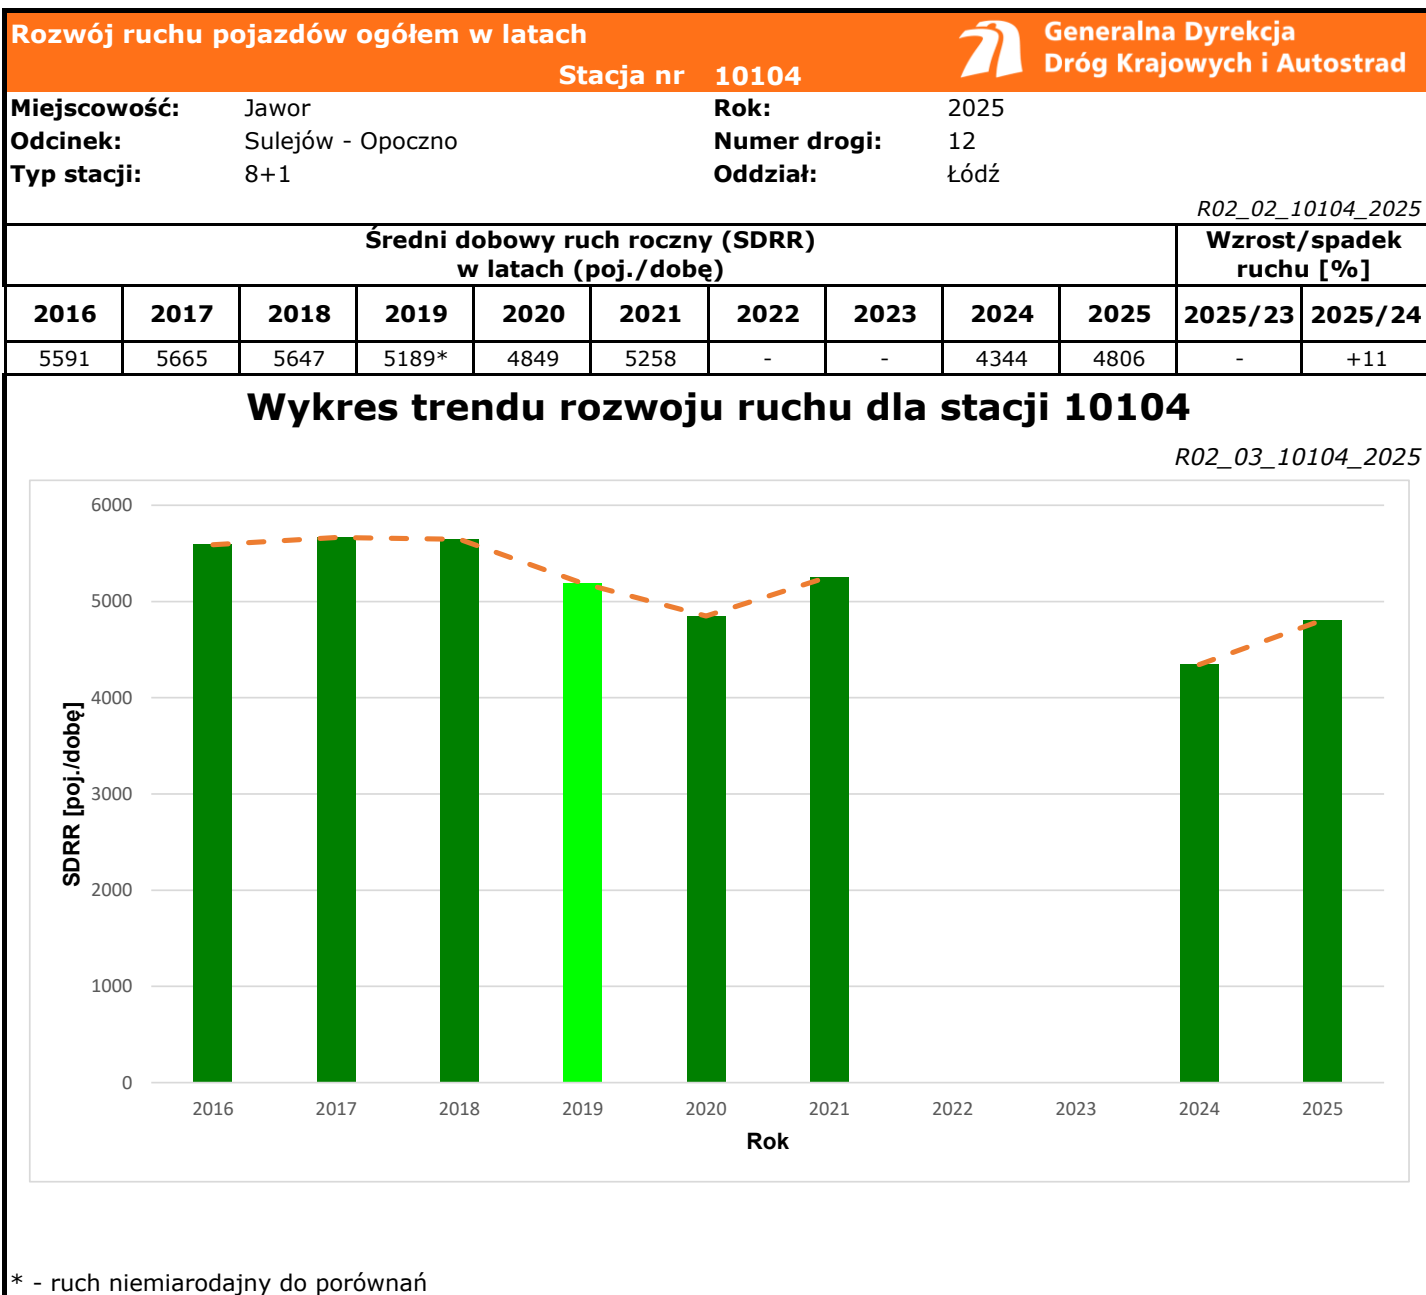 Rozwój ruchu pojazdów ogółem w latach
Stacja nr 10104
Generalna Dyrekcja
Dróg Krajowych i Autostrad
Miejscowość: Jawor Rok: 2025
Odcinek: Sulejów - Opoczno Numer drogi: 12
Typ stacji: 8+1 Oddział: Łódź
R02_02_10104_2025
Średni dobowy ruch roczny (SDRR)
w latach (poj./dobę)
Wzrost/spadek
ruchu [%]
2016 2017 2018 2019 2020 2021 2022 2023 2024 2025 2025/23 2025/24
5591 5665 5647 5189* 4849 5258 - - 4344 4806 - +11
Wykres trendu rozwoju ruchu dla stacji 10104
R02_03_10104_2025
6000
5000
4000
3000
2000
1000
0
SDRR [poj./dobę]
2016 2017 2018 2019 2020 2021 2022 2023 2024 2025
Rok
* - ruch niemiarodajny do porównań